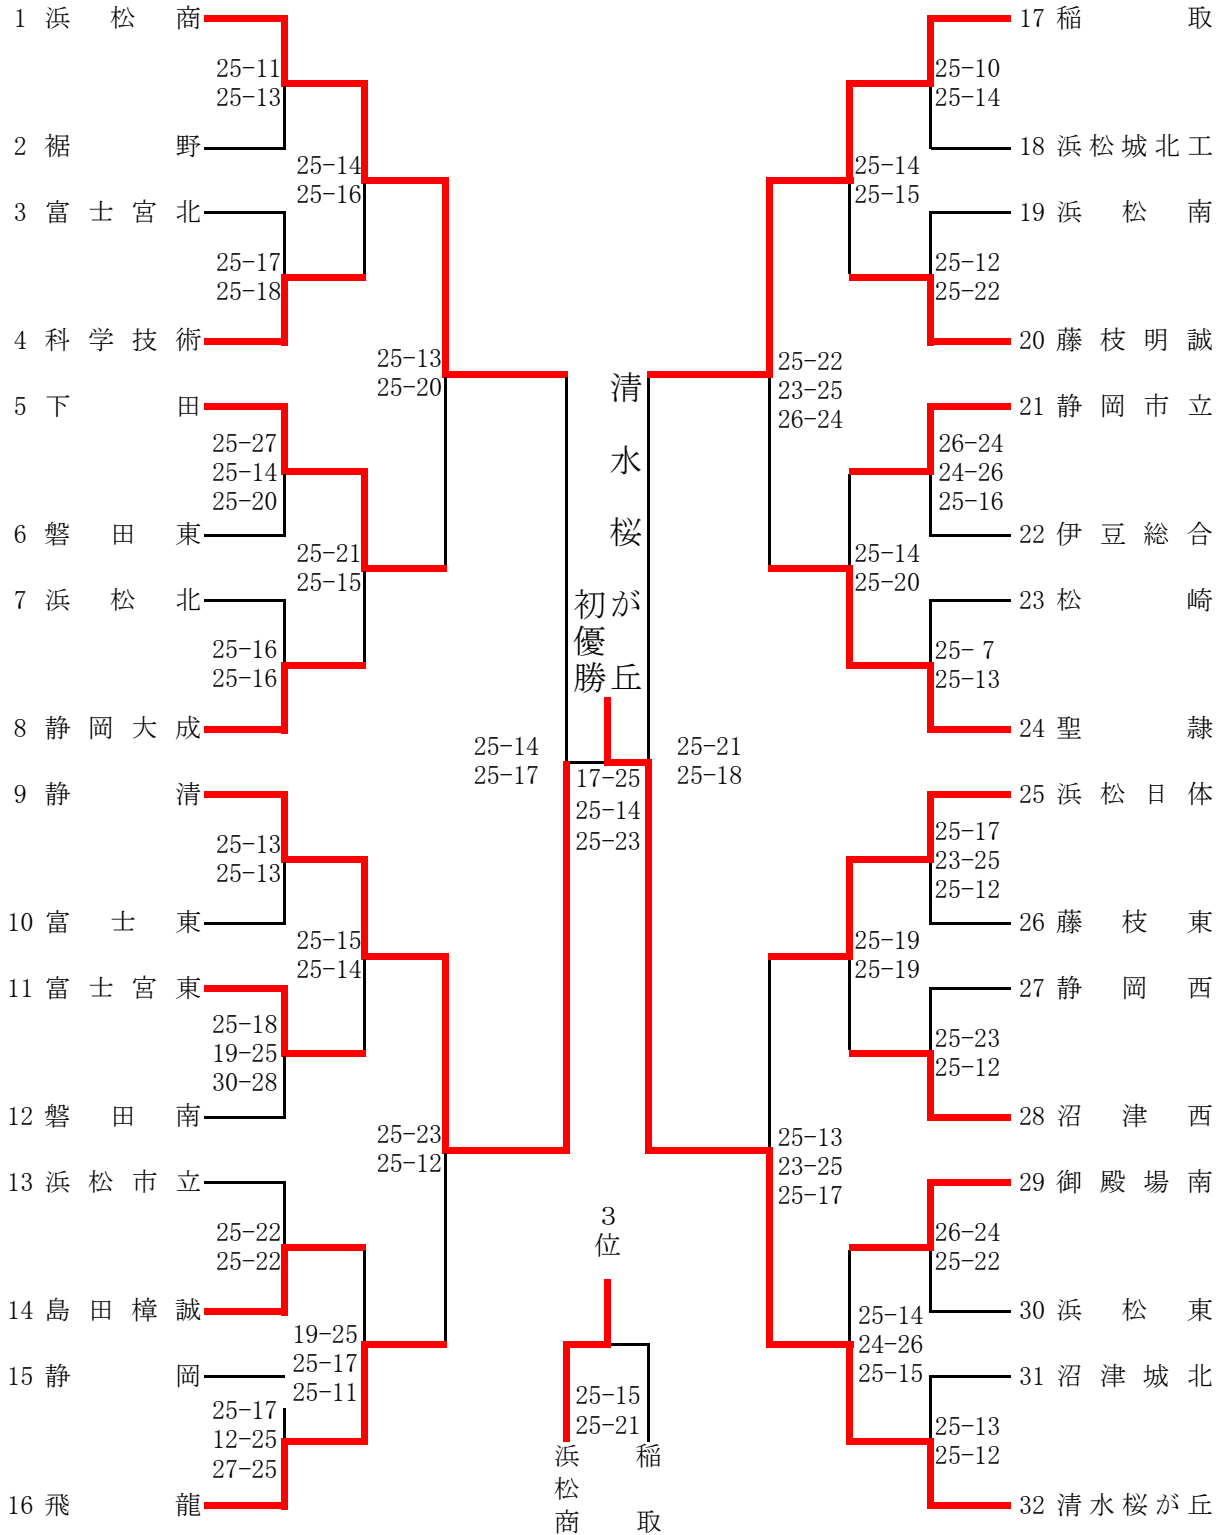 1 浜松商
25-11
25-13
2 裾野
25-14
25-16
3 富士宮北
25-17
25-18
4 科学技術
25-13
25-20
5 下田
25-27
25-14
25-20
6 磐田東
25-21
25-15
7 浜松北
25-16
25-16
8 静岡大成
25-14
25-17
9 静清
25-13
25-13
10 富士東
25-15
25-14
11 富士宮東
25-18
19-25
30-28
12 磐田南
25-23
25-12
13 浜松市立
25-22
25-22
14 島田樟誠
19-25
25-17
25-11
15 静岡
25-17
12-25
27-25
16 飛龍
清水桜が丘
初優勝
17-25
25-14
25-23
3位
25-15
25-21
浜松商
稲取
17 稲取
25-10
25-14
18 浜松城北工
25-14
25-15
19 浜松南
25-12
25-22
20 藤枝明誠
25-22
23-25
26-24
21 静岡市立
26-24
24-26
25-16
22 伊豆総合
25-14
25-20
23 松崎
25- 7
25-13
24 聖隷
25-21
25-18
25 浜松日体
25-17
23-25
25-12
26 藤枝東
25-19
25-19
27 静岡西
25-23
25-12
28 沼津西
25-13
23-25
25-17
29 御殿場南
26-24
25-22
30 浜松東
25-14
24-26
25-15
31 沼津城北
25-13
25-12
32 清水桜が丘